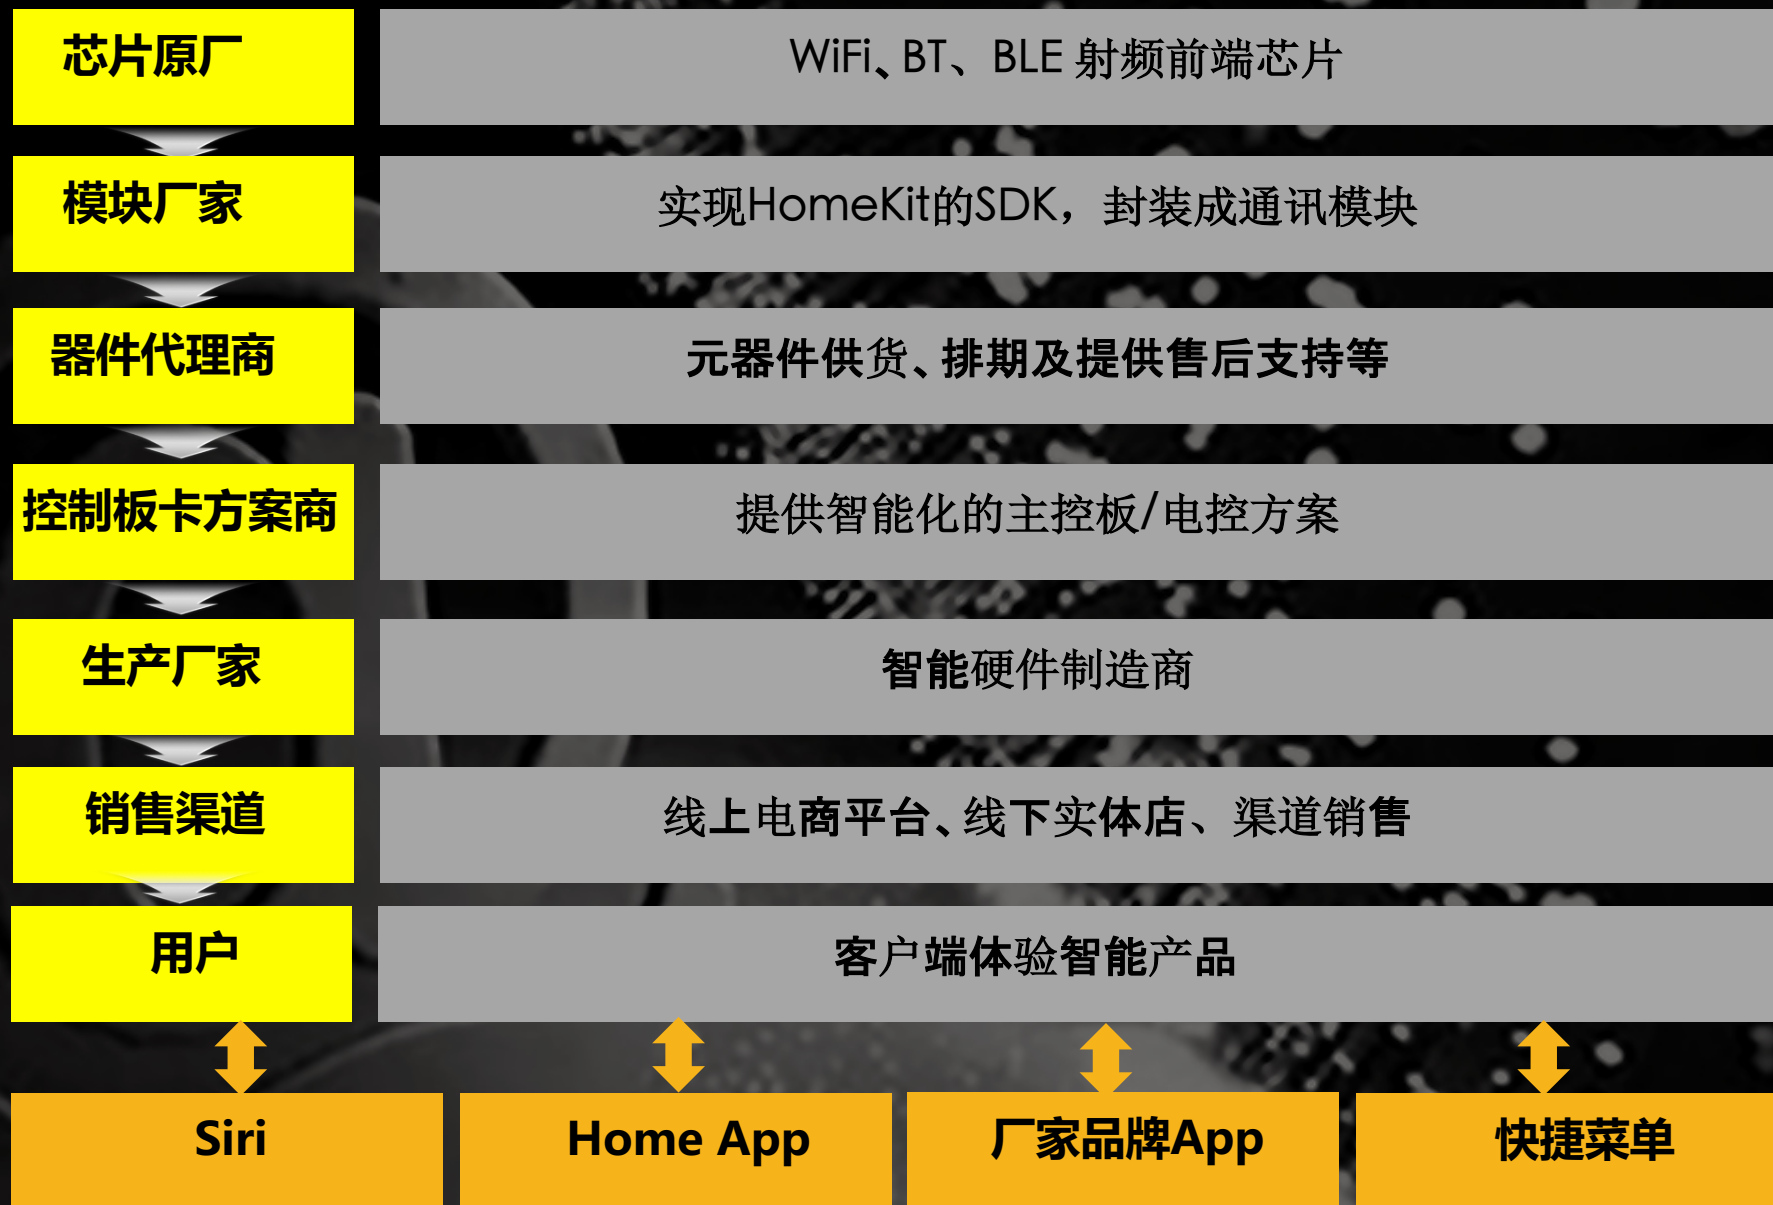 芯片原厂
WiFi、BT、BLE 射频前端芯片
模块厂家
实现HomeKit的SDK，封装成通讯模块
器件代理商
元器件供货、排期及提供售后支持等
控制板卡方案商
提供智能化的主控板/电控方案
生产厂家
智能硬件制造商
销售渠道
线上电商平台、线下实体店、渠道销售
用户
客户端体验智能产品
Siri
Home App
厂家品牌App
快捷菜单